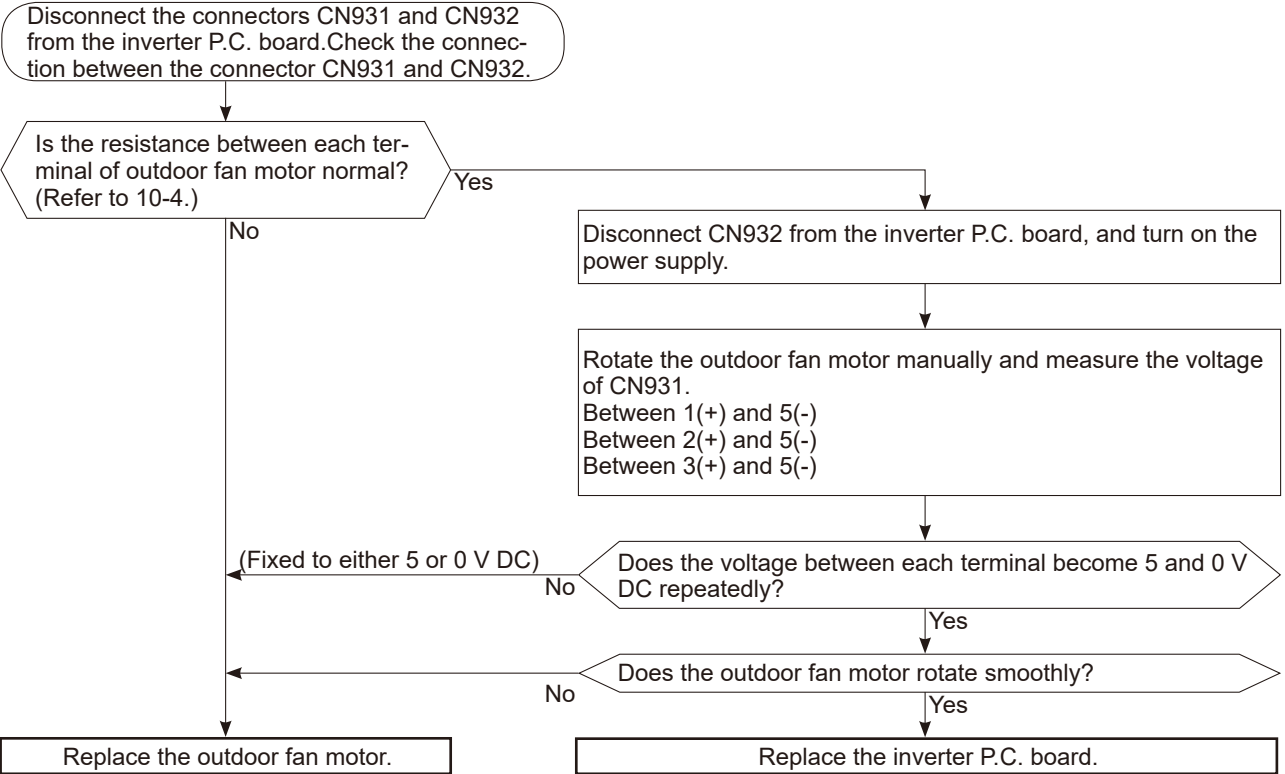 Disconnect the connectors CN931 and CN932
from the inverter P.C. board.Check the connec-
tion between the connector CN931 and CN932.
Is the resistance between each ter-
minal of outdoor fan motor normal?
(Refer to 10-4.)
Yes
No
Disconnect CN932 from the inverter P.C. board, and turn on the
power supply.
Rotate the outdoor fan motor manually and measure the voltage
of CN931.
Between 1(+) and 5(-)
Between 2(+) and 5(-)
Between 3(+) and 5(-)
(Fixed to either 5 or 0 V DC)
Does the voltage between each terminal become 5 and 0 V
DC repeatedly?
No
Yes
Does the outdoor fan motor rotate smoothly?
No
Yes
Replace the outdoor fan motor.
Replace the inverter P.C. board.